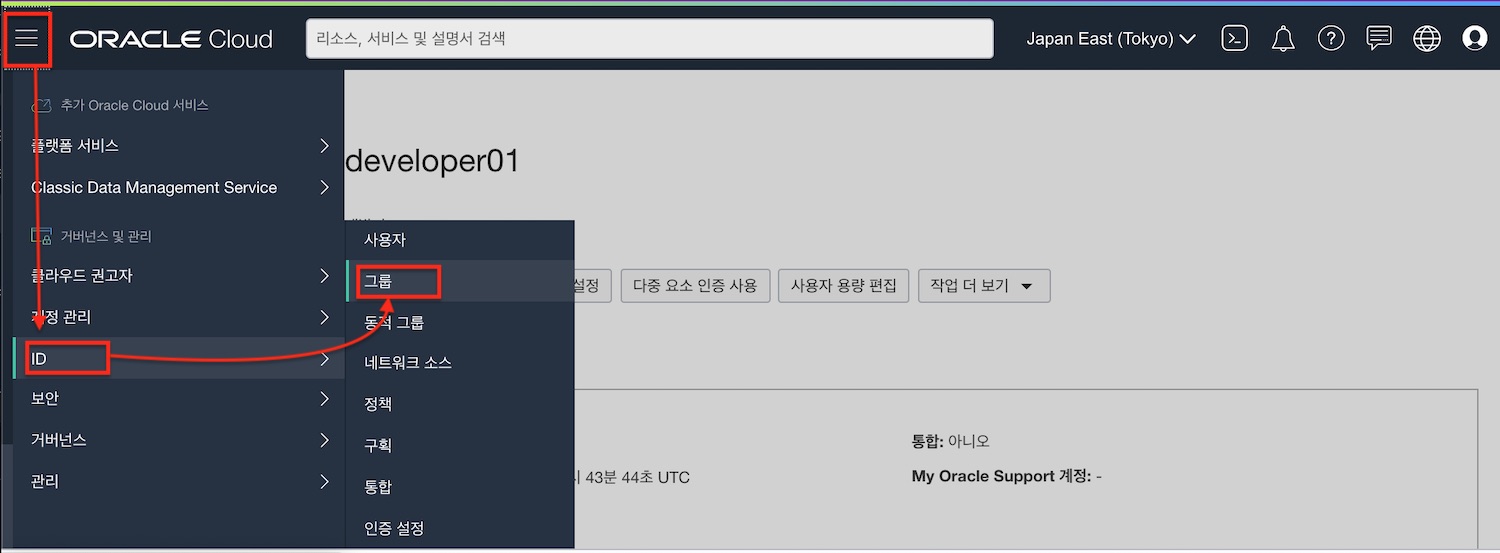 ORACLE Cloud
리소스, 서비스 및 설명서 검색
Japan East (Tokyo)
추가 Oracle Cloud 서비스
플랫폼 서비스
Classic Data Management Service
거버넌스 및 관리
클라우드 권고자
계정 관리
ID
보안
거버넌스
관리
사용자
그룹
동적 그룹
네트워크 소스
정책
구획
통합
인증 설정
developer01
설정
다중 요소 인증 사용
사용자 용량 편집
작업 더 보기
43분 44초 UTC
통합: 아니오
My Oracle Support 계정: -